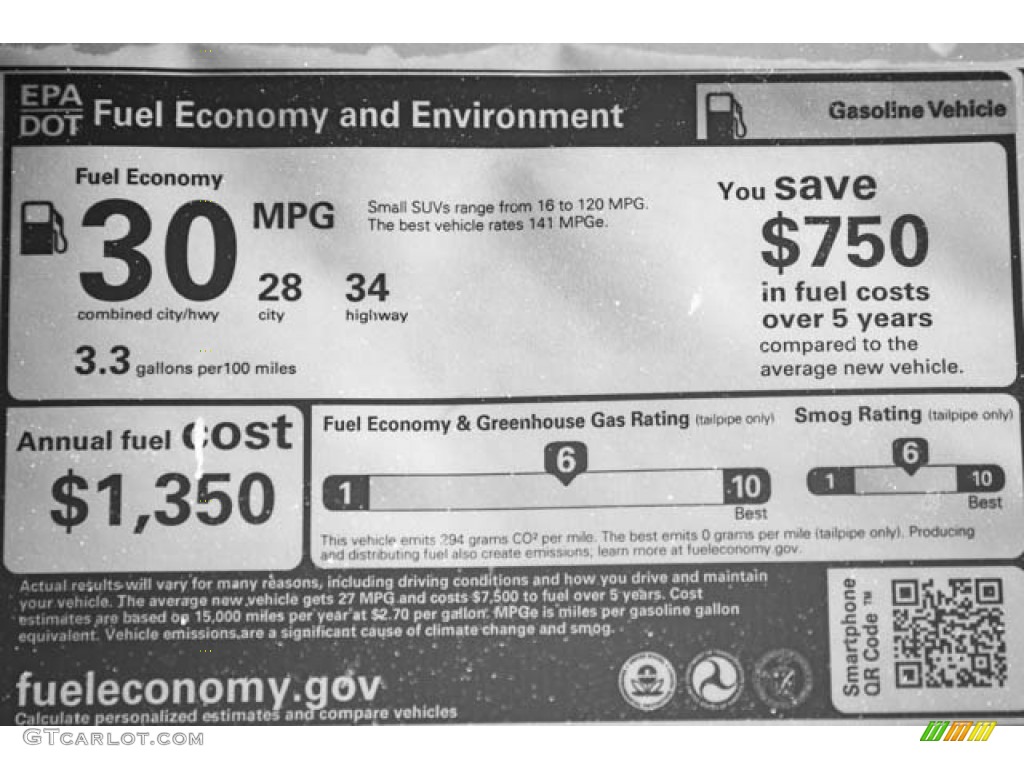 EPA
DOT
Fuel Economy and Environment
Gasoline Vehicle
Fuel Economy
30 MPG
Small SUVs range from 16 to 120 MPG.
The best vehicle rates 141 MPGe.
28
city
34
highway
combined city/hwy
3.3 gallons per100 miles
You save
$750
in fuel costs
over 5 years
compared to the
average new vehicle.
Annual fuel cost
$1,350
Fuel Economy & Greenhouse Gas Rating (tailpipe only)
1
6
10
Best
Smog Rating (tailpipe only)
1
6
10
Best
This vehicle emits 294 grams CO² per mile. The best emits 0 grams per mile (tailpipe only). Producing
and distributing fuel also create emissions; learn more at fueleconomy.gov.
Actual results will vary for many reasons, including driving conditions and how you drive and maintain
your vehicle. The average new vehicle gets 27 MPG and costs $7,500 to fuel over 5 years. Cost
estimates are based on 15,000 miles per year at $2.70 per gallon. MPGe is miles per gasoline gallon
equivalent. Vehicle emissions are a significant cause of climate change and smog.
fueleconomy.gov
Calculate personalized estimates and compare vehicles
Smartphone
QR Code ™
GTcarlot.com